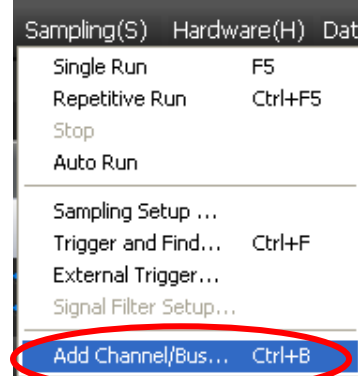 Sampling(S) Hardware(H) Dat
Single Run F5
Repetitive Run Ctrl+F5
Stop
Auto Run
Sampling Setup ...
Trigger and Find... Ctrl+F
External Trigger...
Signal Filter Setup...
Add Channel/Bus... Ctrl+B